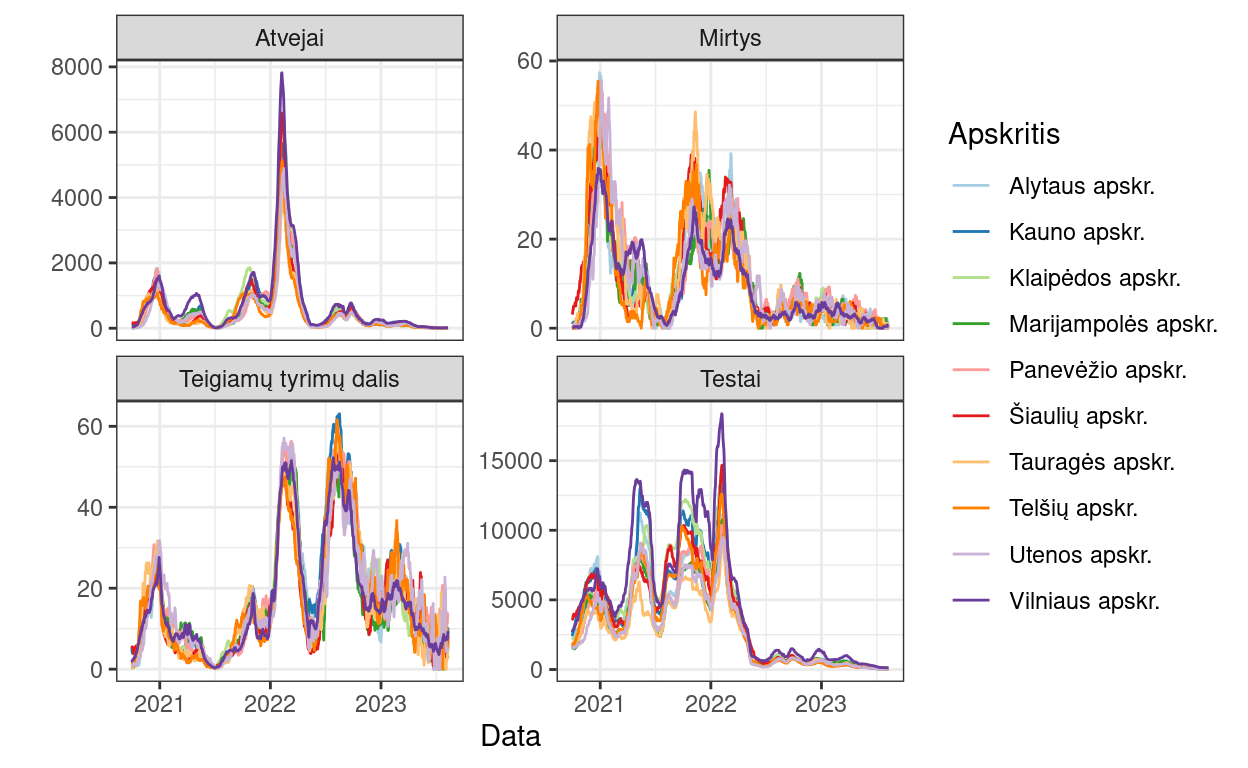 Atvejai
Mirtys
8000
6000
4000
2000
0
60
40
20
0
Teigiamų tyrimų dalis
Testai
60
40
20
0
15000
10000
5000
0
2021 2022 2023
2021 2022 2023
Data
Apskritis
Alytaus apskr.
Kauno apskr.
Klaipėdos apskr.
Marijampolės apskr.
Panevėžio apskr.
Šiaulių apskr.
Tauragės apskr.
Telšių apskr.
Utenos apskr.
Vilniaus apskr.